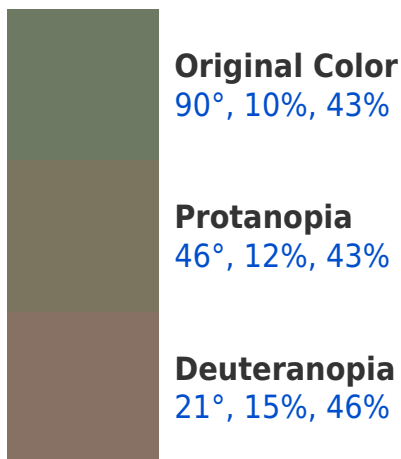 Original Color
90°, 10%, 43%
Protanopia
46°, 12%, 43%
Deuteranopia
21°, 15%, 46%